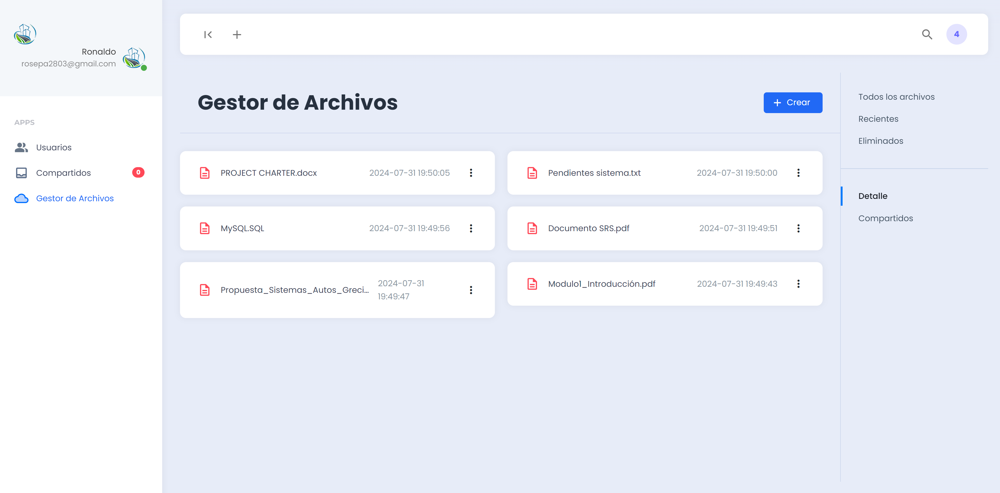 Ronaldo
rosepa2803@gmail.com
APPS
Usuarios
Compartidos 0
Gestor de Archivos
4
Gestor de Archivos
+ Crear
PROJECT CHARTER.docx 2024-07-31 19:50:05
Pendientes sistema.txt 2024-07-31 19:50:00
MySQL.SQL 2024-07-31 19:49:56
Documento SRS.pdf 2024-07-31 19:49:51
Propuesta_Sistemas_Autos_Greci... 2024-07-31
19:49:47
Modulo1_Introducción.pdf 2024-07-31 19:49:43
Todos los archivos
Recientes
Eliminados
Detalle
Compartidos